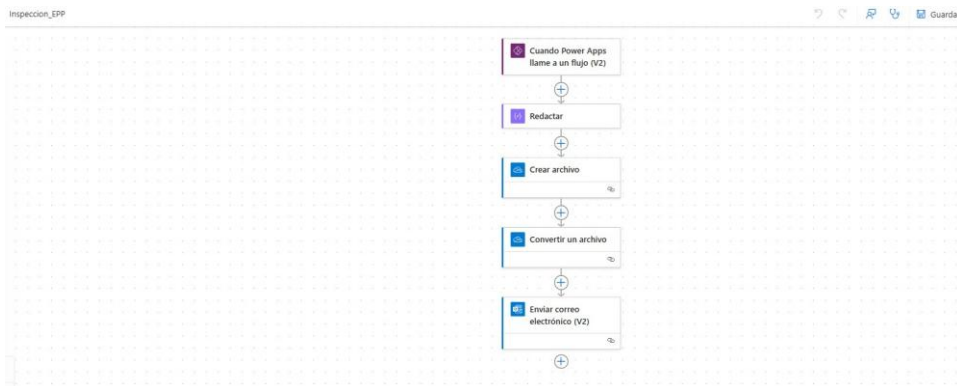 Inspeccion_EPP
Guarda
Cuando Power Apps
llame a un flujo (V2)
Redactar
Crear archivo
Convertir un archivo
Enviar correo
electrónico (V2)